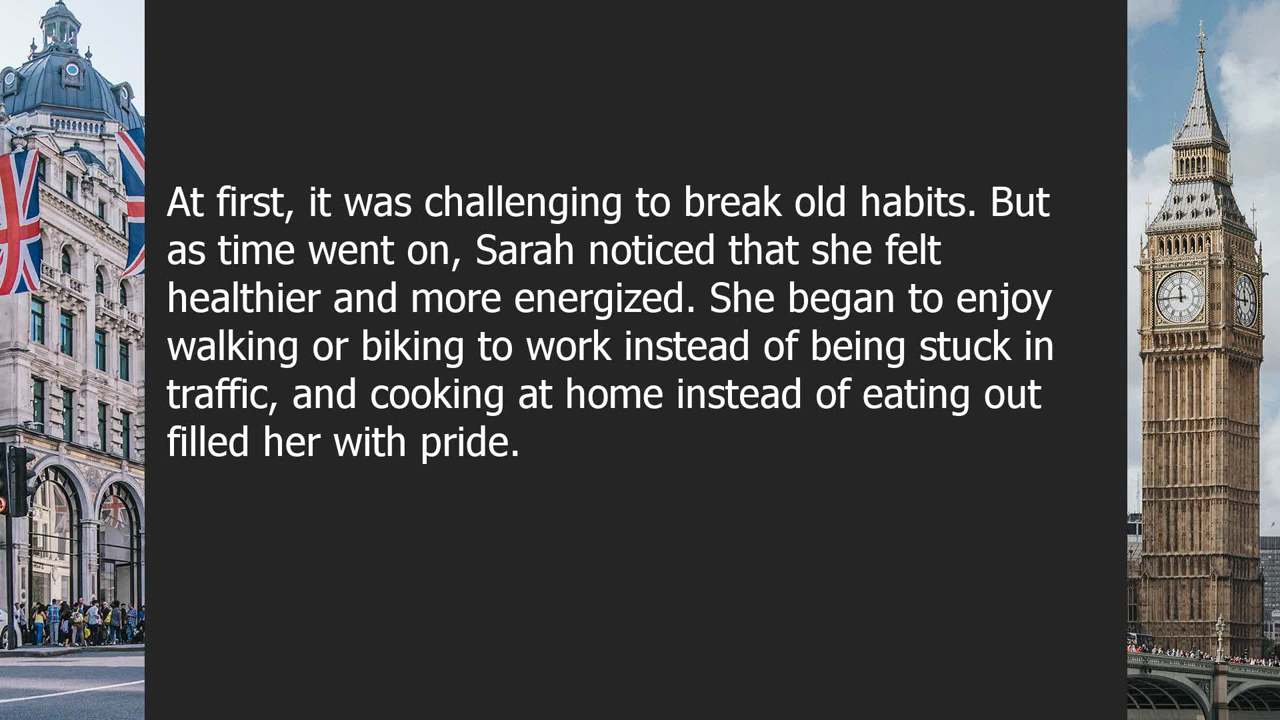 At first, it was challenging to break old habits. But
as time went on, Sarah noticed that she felt
healthier and more energized. She began to enjoy
walking or biking to work instead of being stuck in
traffic, and cooking at home instead of eating out
filled her with pride.